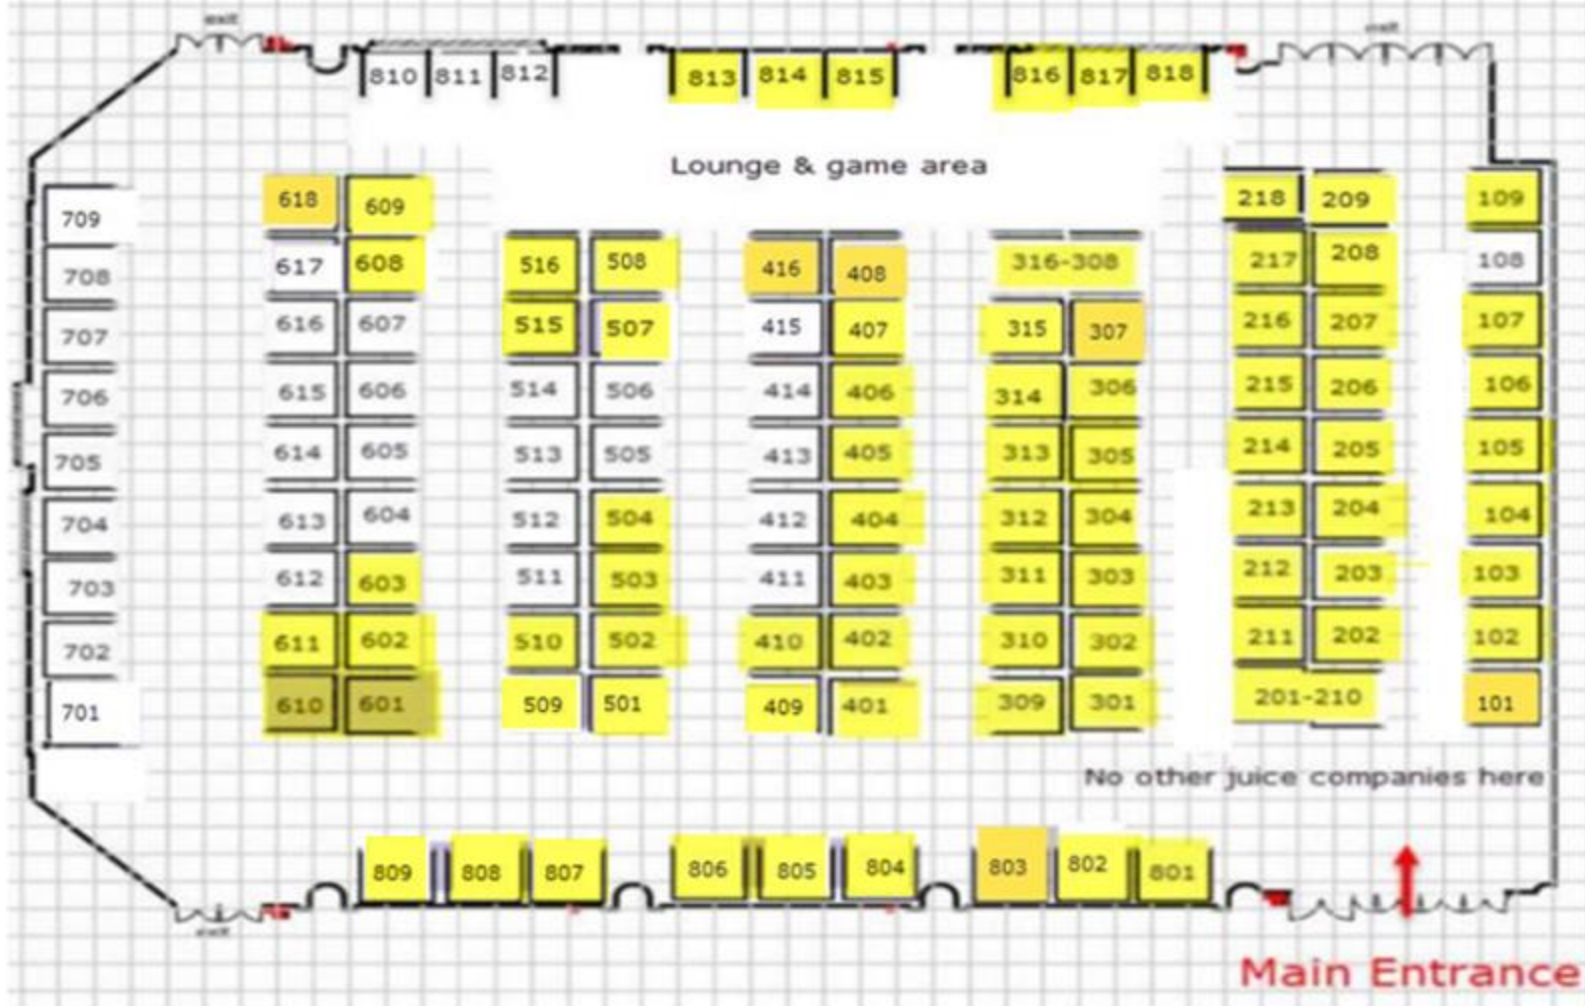 exit
exit
810 811 812 813 814 815 816 817 818
Lounge & game area
709 618 609 218 209 109
708 617 608 516 508 416 408 316-308 217 208 108
707 616 607 515 507 415 407 315 307 216 207 107
706 615 606 514 506 414 406 314 306 215 206 106
705 614 605 513 505 413 405 313 305 214 205 105
704 613 604 512 504 412 404 312 304 213 204 104
703 612 603 511 503 411 403 311 303 212 203 103
702 611 602 510 502 410 402 310 302 211 202 102
701 610 601 509 501 409 401 309 301 201-210 101
No other juice companies here
809 808 807 806 805 804 803 802 801
exit
Main Entrance